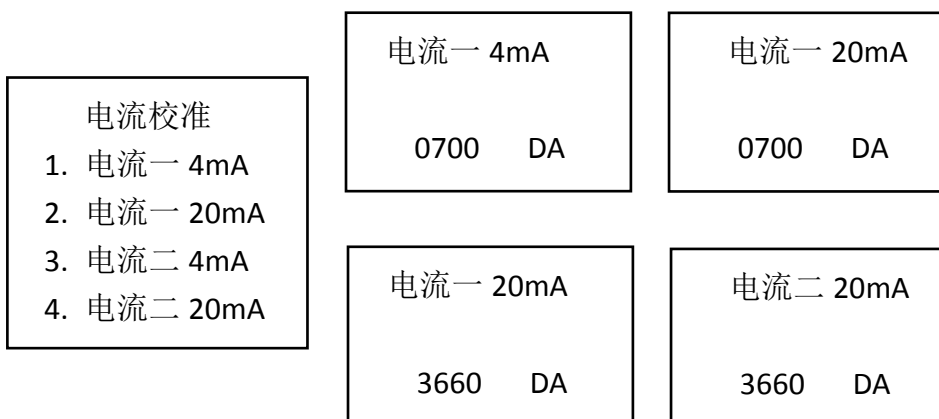 电流校准
1. 电流一 4mA
2. 电流一 20mA
3. 电流二 4mA
4. 电流二 20mA
电流一 4mA
0700 DA
电流一 20mA
0700 DA
电流一 20mA
3660 DA
电流二 20mA
3660 DA